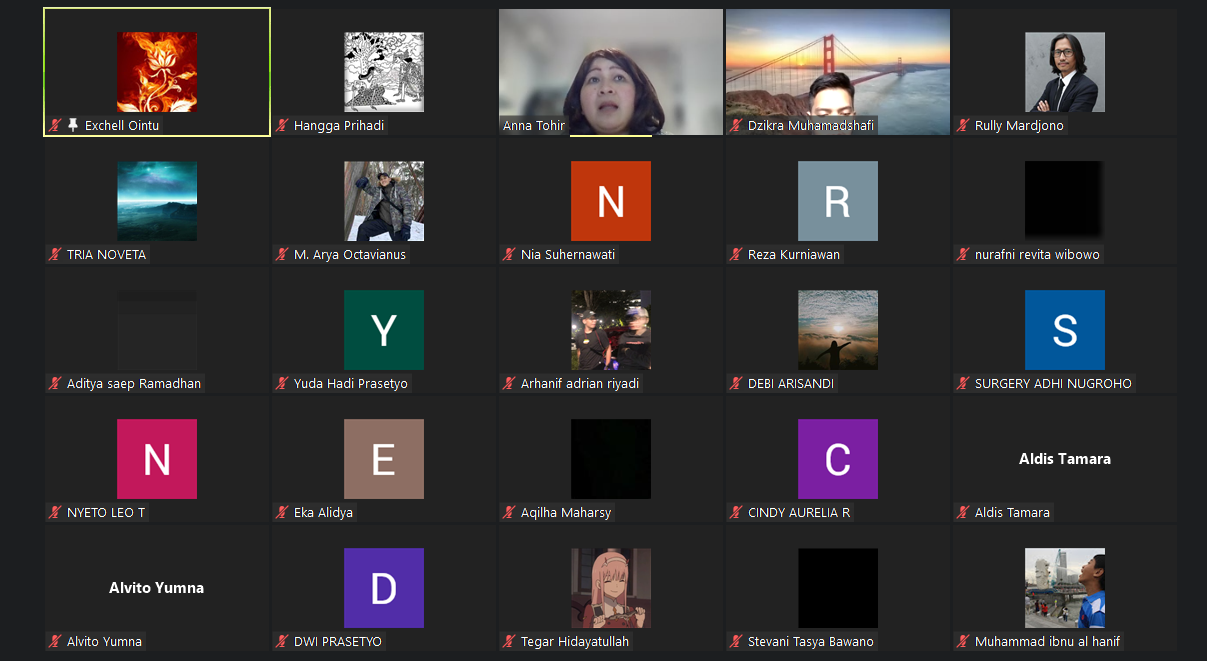 Exchell Ointu
Hangga Prihadi
Anna Tohir
Dzikra Muhamadshafi
Rully Mardjono
TRIA NOVETA
M. Arya Octavianus
N
Nia Suhernawati
R
Reza Kurniawan
nurafni revita wibowo
Aditya saep Ramadhan
Y
Yuda Hadi Prasetyo
Arhanif adrian riyadi
DEBI ARISANDI
S
SURGERY ADHI NUGROHO
N
NYETO LEO T
E
Eka Alidya
Aqilha Maharsy
C
CINDY AURELIA R
Aldis Tamara
Aldis Tamara
Alvito Yumna
Alvito Yumna
D
DWI PRASETYO
Tegar Hidayatullah
Stevani Tasya Bawano
Muhammad ibnu al hanif